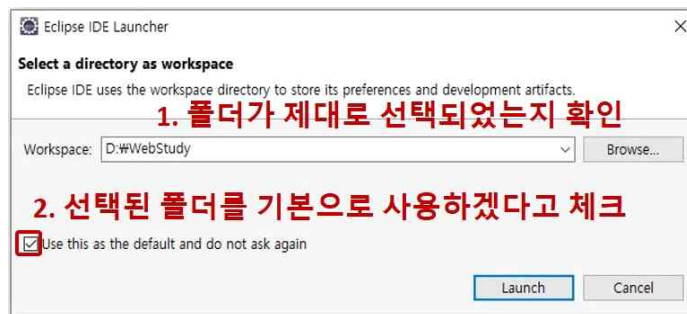 Eclipse IDE Launcher
Select a directory as workspace
Eclipse IDE uses the workspace directory to store its preferences and development artifacts.
1. 폴더가 제대로 선택되었는지 확인
Workspace: D:₩WebStudy Browse...
2. 선택된 폴더를 기본으로 사용하겠다고 체크
Use this as the default and do not ask again
Launch Cancel